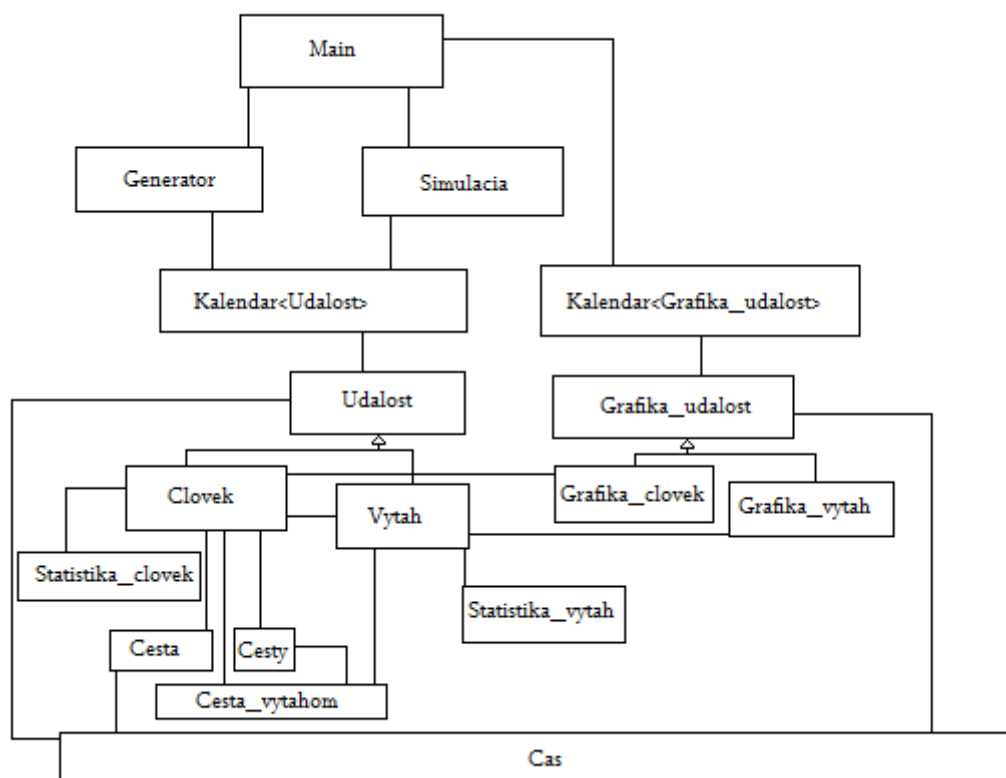 Main
Generator
Simulacia
Kalendar<Udalost>
Kalendar<Grafika_udalost>
Udalost
Grafika_udalost
Clovek
Vytah
Grafika_clovek
Grafika_vytah
Statistika_clovek
Statistika_vytah
Cesta
Cesty
Cesta_vytahom
Cas